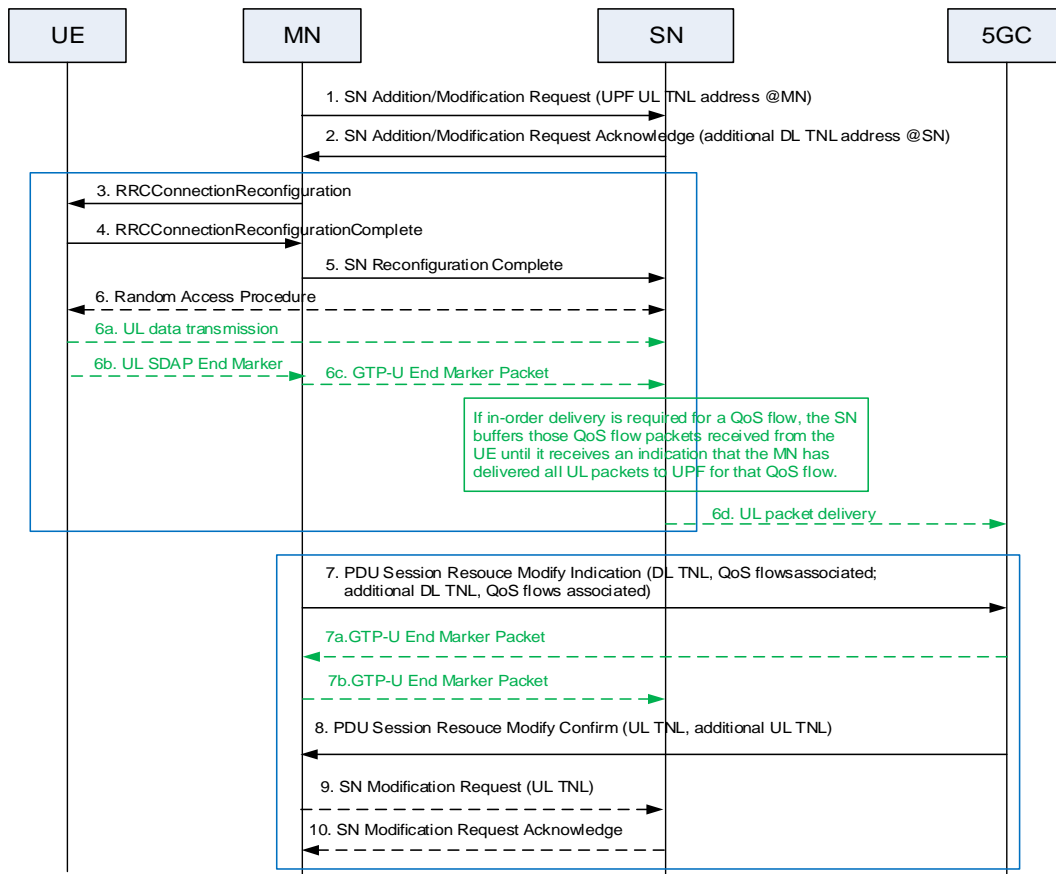 UE
MN
SN
5GC
1. SN Addition/Modification Request (UPF UL TNL address @MN)
2. SN Addition/Modification Request Acknowledge (additional DL TNL address @SN)
3. RRCConnectionReconfiguration
4. RRCConnectionReconfigurationComplete
5. SN Reconfiguration Complete
6. Random Access Procedure
6a. UL data transmission
6b. UL SDAP End Marker
6c. GTP-U End Marker Packet
If in-order delivery is required for a QoS flow, the SN
buffers those QoS flow packets received from the
UE until it receives an indication that the MN has
delivered all UL packets to UPF for that QoS flow.
6d. UL packet delivery
7. PDU Session Resouce Modify Indication (DL TNL, QoS flowsassociated;
additional DL TNL, QoS flows associated)
7a.GTP-U End Marker Packet
7b.GTP-U End Marker Packet
8. PDU Session Resouce Modify Confirm (UL TNL, additional UL TNL)
9. SN Modification Request (UL TNL)
10. SN Modification Request Acknowledge